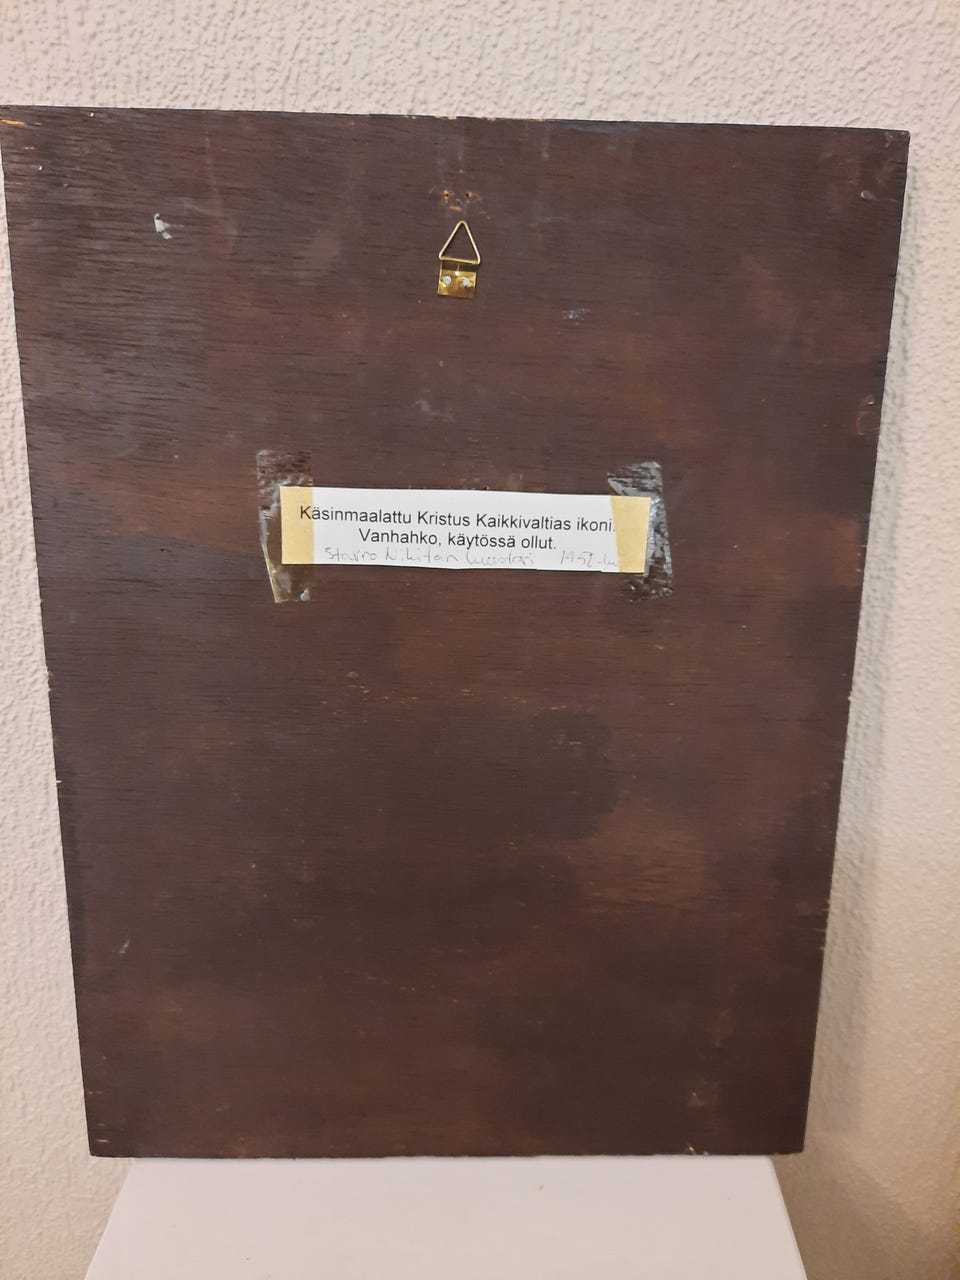 Käsinmaalattu Kristus Kaikkivaltias ikoni.
Vanhahko, käytössä ollut.
Stavro Nikitan